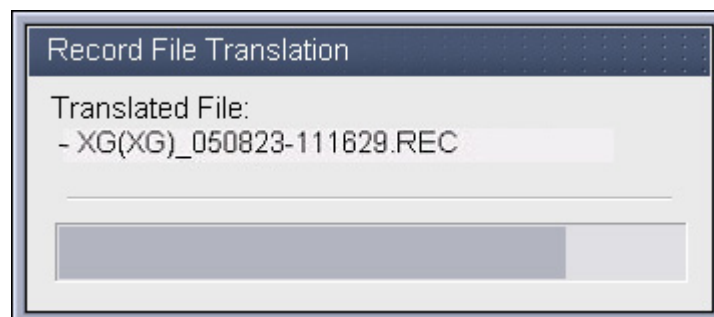 Record File Translation
Translated File:
- XG(XG)_050823-111629.REC